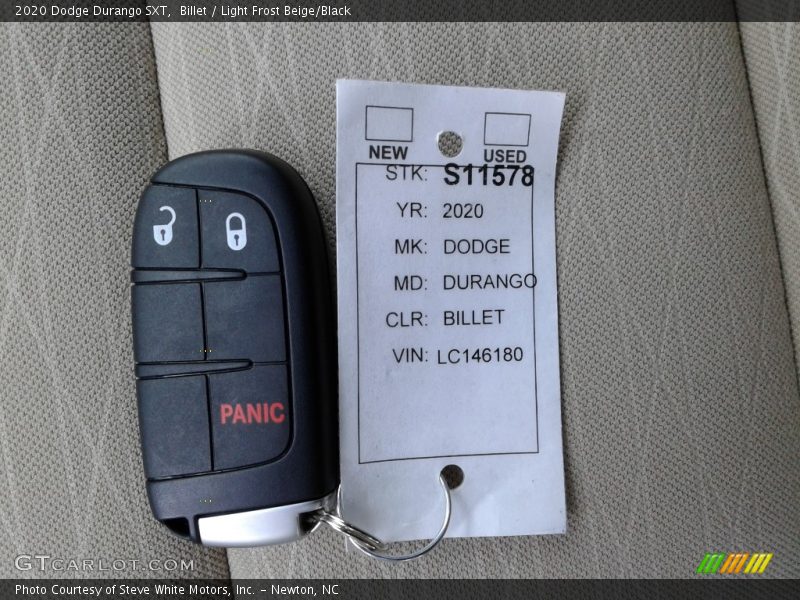 2020 Dodge Durango SXT, Billet / Light Frost Beige/Black
NEW USED
STK: S11578
YR: 2020
MK: DODGE
MD: DURANGO
CLR: BILLET
VIN: LC146180
PANIC
GTCARLOT.COM
Photo Courtesy of Steve White Motors, Inc. – Newton, NC